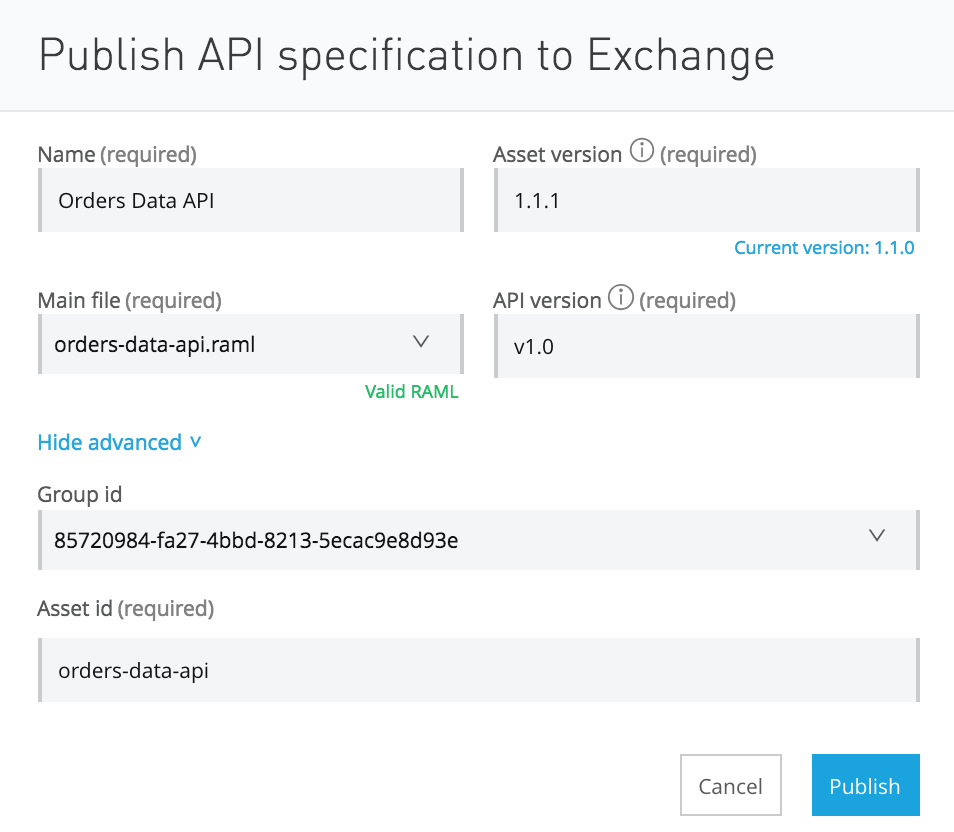 Publish API specification to Exchange
Name (required)
Asset version (required)
Orders Data API
1.1.1
Current version: 1.1.0
Main file (required)
API version (required)
orders-data-api.raml
v1.0
Valid RAML
Hide advanced
Group id
85720984-fa27-4bbd-8213-5ecac9e8d93e
Asset id (required)
orders-data-api
Cancel
Publish